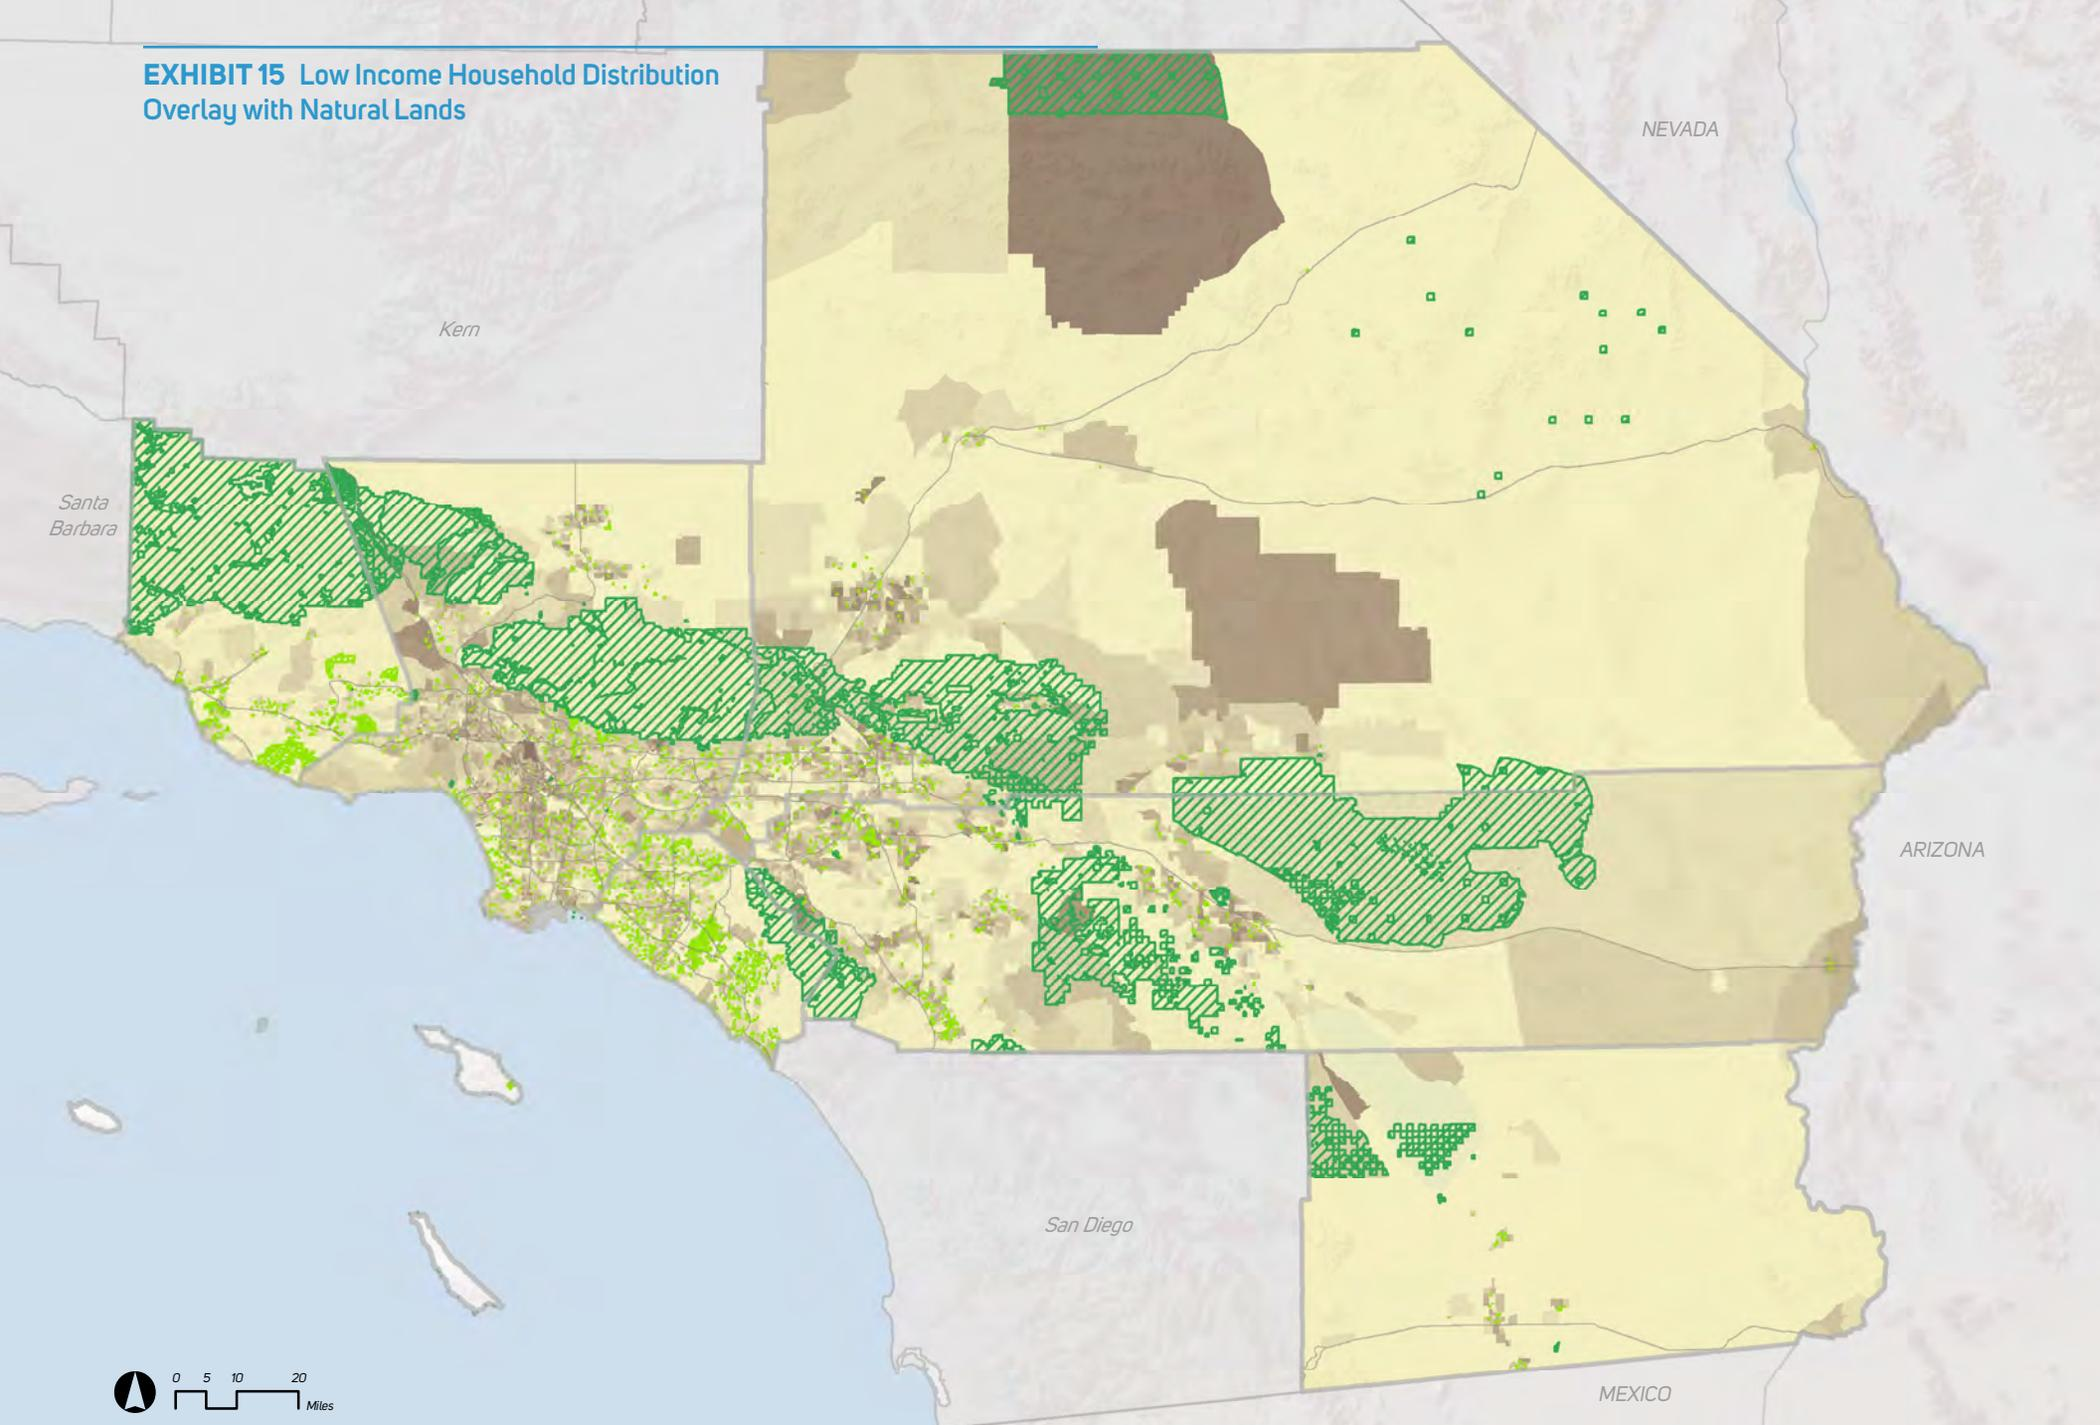 EXHIBIT 15 Low Income Household Distribution
Overlay with Natural Lands
NEVADA
Kern
Santa
Barbara
ARIZONA
San Diego
MEXICO
0 5 10 20
Miles